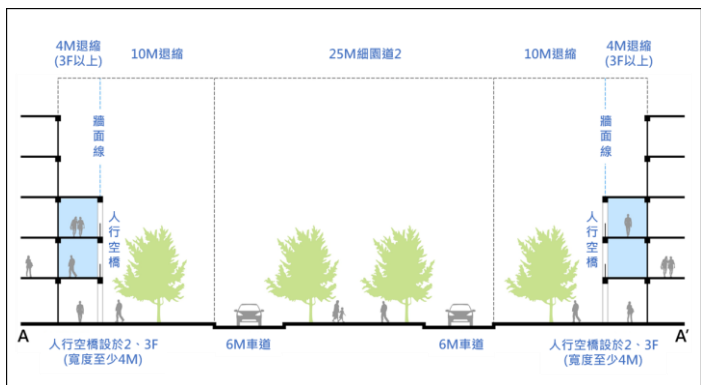 4M退縮
(3F以上)
10M退縮
25M細園道2
10M退縮
4M退縮
(3F以上)
牆面線
牆面線
人行空橋
人行空橋
A
A'
人行空橋設於2、3F
(寬度至少4M)
6M車道
6M車道
人行空橋設於2、3F
(寬度至少4M)